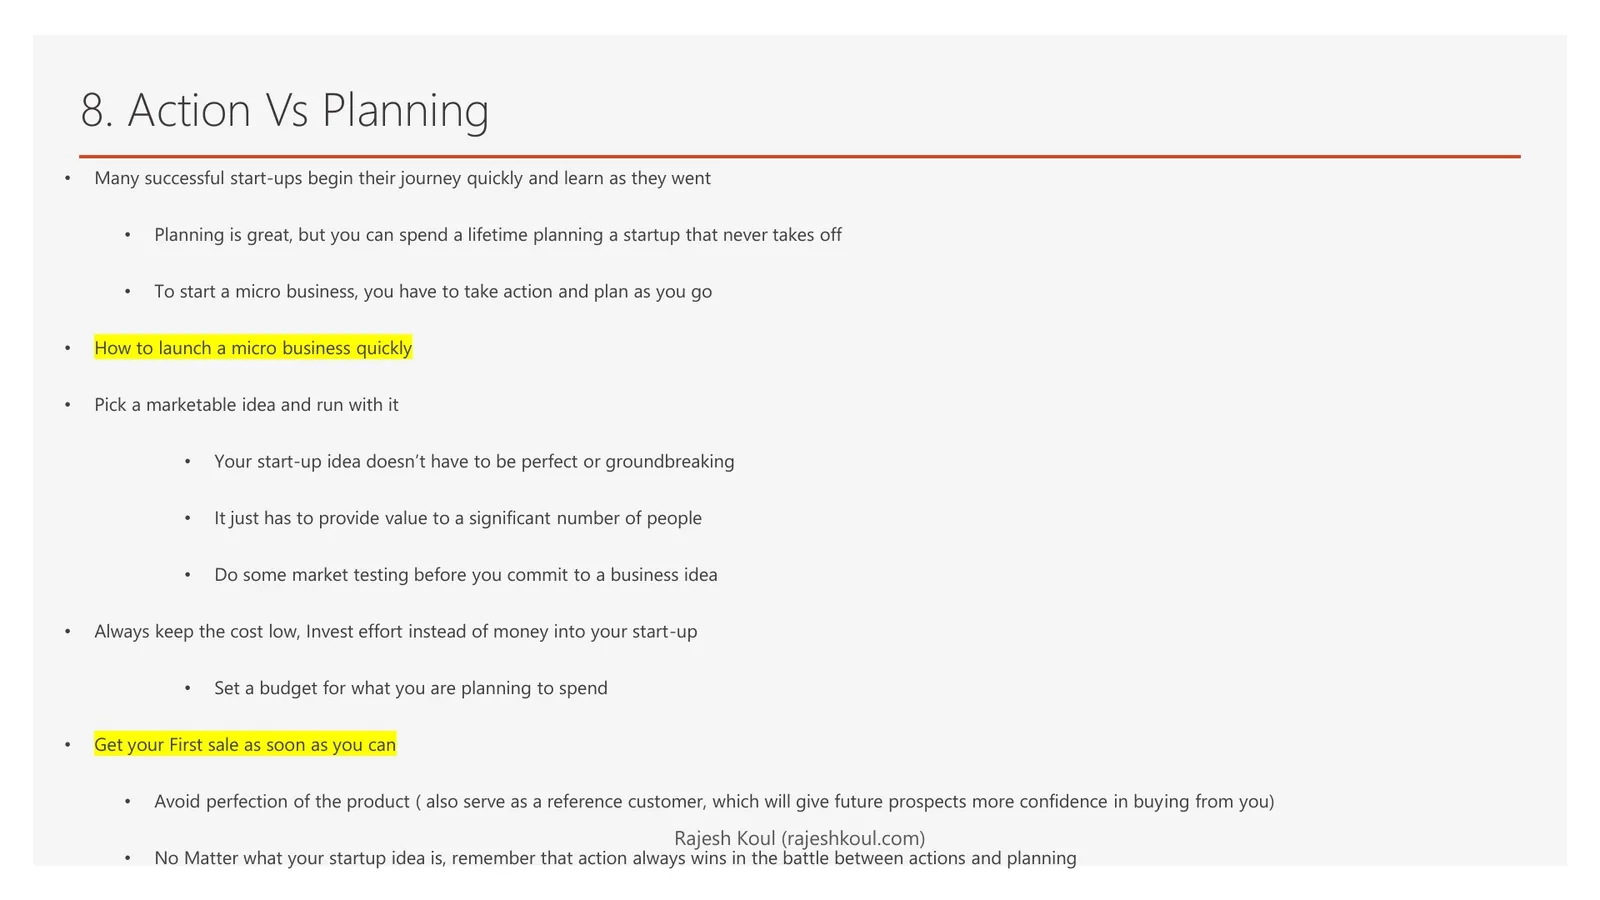 8. Action Vs Planning
• Many successful start-ups begin their journey quickly and learn as they went
• Planning is great, but you can spend a lifetime planning a startup that never takes off
• To start a micro business, you have to take action and plan as you go
• How to launch a micro business quickly
• Pick a marketable idea and run with it
• Your start-up idea doesn’t have to be perfect or groundbreaking
• It just has to provide value to a significant number of people
• Do some market testing before you commit to a business idea
• Always keep the cost low, Invest effort instead of money into your start-up
• Set a budget for what you are planning to spend
• Get your First sale as soon as you can
• Avoid perfection of the product ( also serve as a reference customer, which will give future prospects more confidence in buying from you)
Rajesh Koul (rajeshkoul.com)
• No Matter what your startup idea is, remember that action always wins in the battle between actions and planning